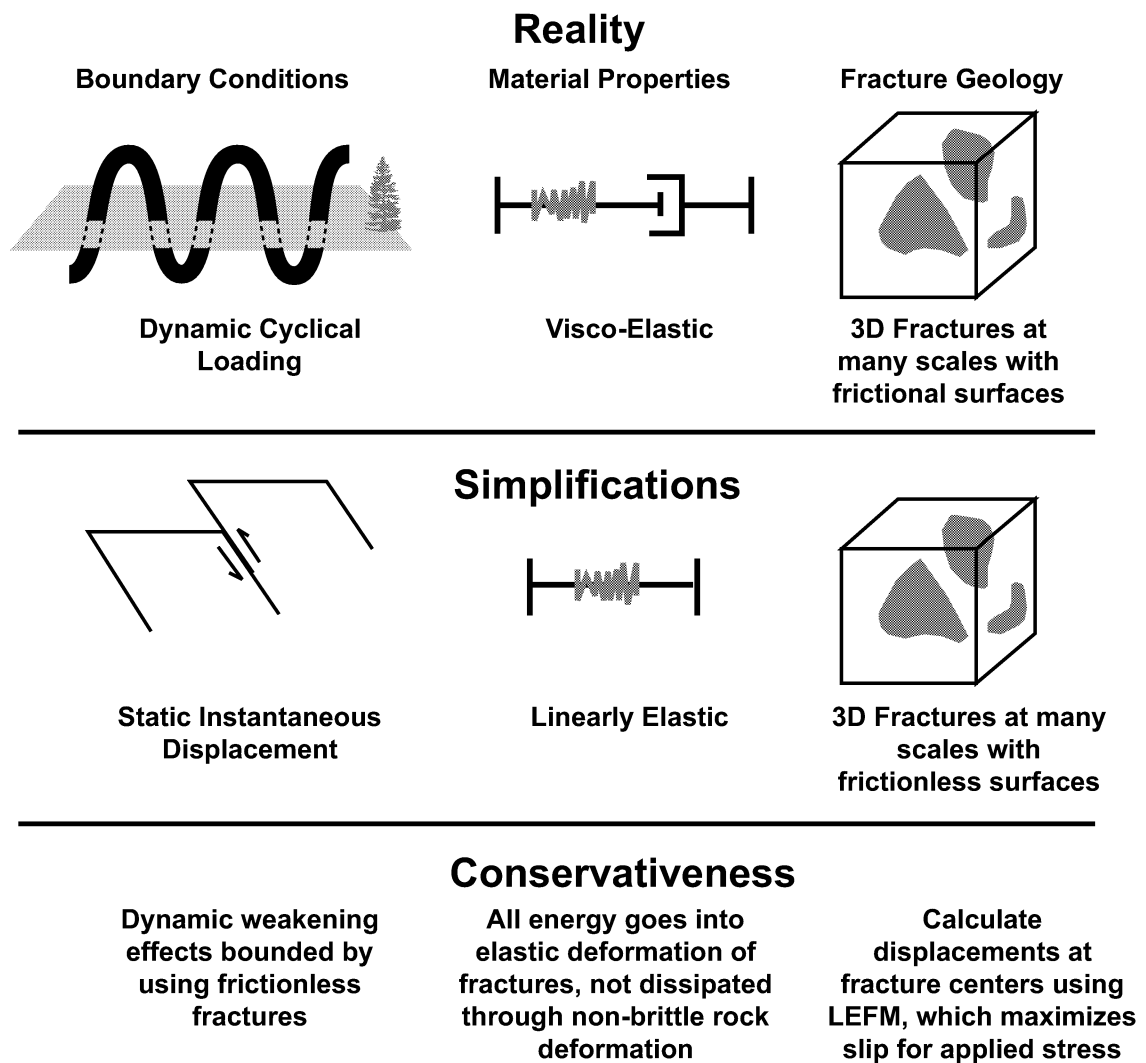 Reality
Boundary Conditions
Material Properties
Fracture Geology
Dynamic Cyclical
Loading
Visco-Elastic
3D Fractures at
many scales with
frictional surfaces
Simplifications
Static Instantaneous
Displacement
Linearly Elastic
3D Fractures at many
scales with
frictionless surfaces
Conservativeness
Dynamic weakening
effects bounded by
using frictionless
fractures
All energy goes into
elastic deformation of
fractures, not dissipated
through non-brittle rock
deformation
Calculate
displacements at
fracture centers using
LEFM, which maximizes
slip for applied stress